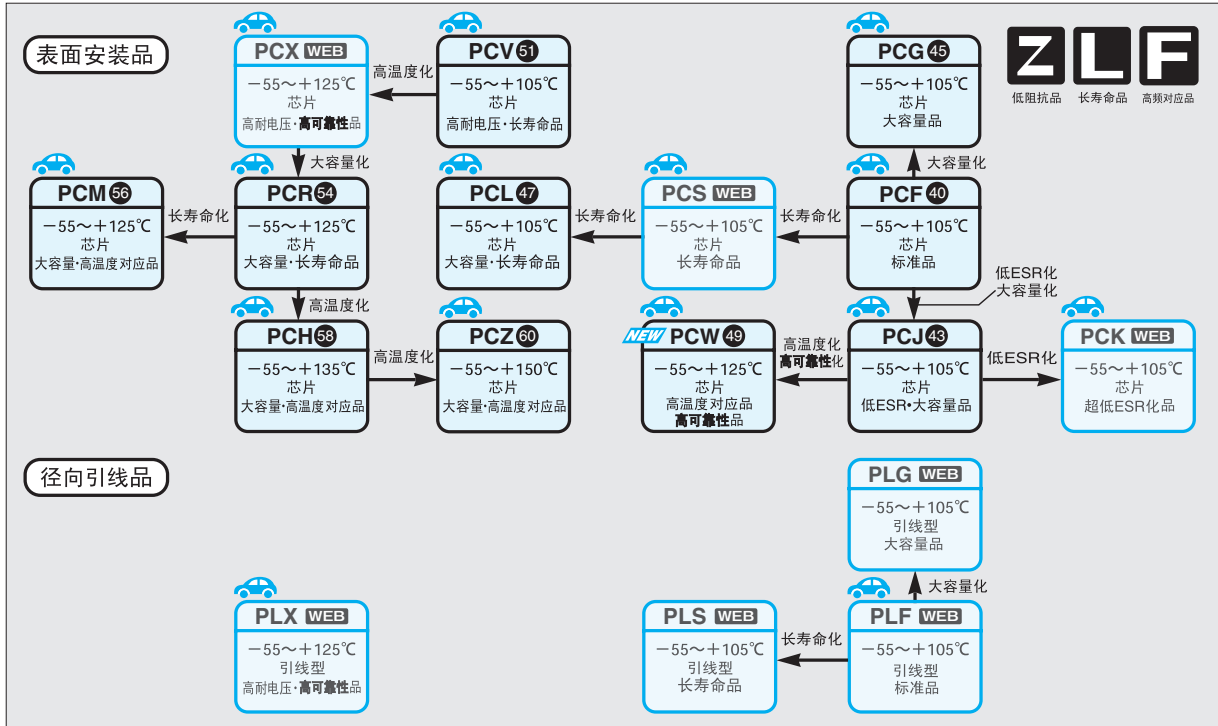 表面安装品
PCX WEB
－55～＋125℃
芯片
高耐电压·高可靠性品
高温度化
PCV 51
－55～＋105℃
芯片
高耐电压·长寿命品
PCG 45
－55～＋105℃
芯片
大容量品
Z L F
低阻抗品 长寿命品 高频对应品
大容量化
大容量化
PCM 56
－55～＋125℃
芯片
大容量·高温度对应品
长寿命化
PCR 54
－55～＋125℃
芯片
大容量·长寿命品
PCL 47
－55～＋105℃
芯片
大容量·长寿命品
长寿命化
PCS WEB
－55～＋105℃
芯片
长寿命品
长寿命化
PCF 40
－55～＋105℃
芯片
标准品
高温度化
低ESR化
大容量化
PCH 58
－55～＋135℃
芯片
大容量·高温度对应品
高温度化
PCZ 60
－55～＋150℃
芯片
大容量·高温度对应品
NEW
PCW 49
－55～＋125℃
芯片
高温度对应品
高可靠性品
高温度化
高可靠性化
PCJ 43
－55～＋105℃
芯片
低ESR•大容量品
低ESR化
PCK WEB
－55～＋105℃
芯片
超低ESR化品
径向引线品
PLG WEB
－55～＋105℃
引线型
大容量品
大容量化
PLX WEB
－55～＋125℃
引线型
高耐电压·高可靠性品
PLS WEB
－55～＋105℃
引线型
长寿命品
长寿命化
PLF WEB
－55～＋105℃
引线型
标准品